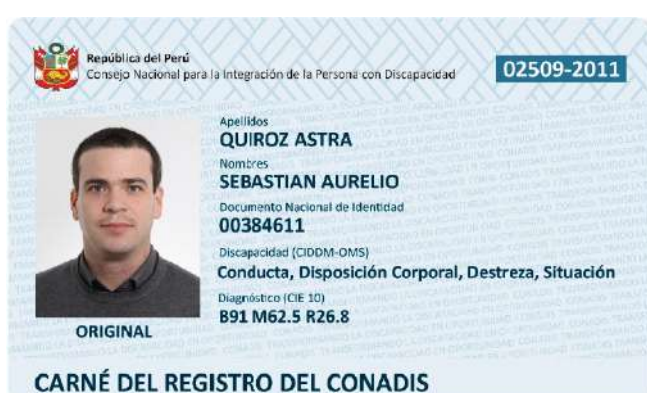 República del Perú
Consejo Nacional para la Integración de la Persona con Discapacidad
02509-2011
Apellidos
QUIROZ ASTRA
Nombres
SEBASTIAN AURELIO
Documento Nacional de Identidad
00384611
Discapacidad (CIDDM-OMS)
Conducta, Disposición Corporal, Destreza, Situación
Diagnóstico (CIE 10)
B91 M62.5 R26.8
ORIGINAL
CARNÉ DEL REGISTRO DEL CONADIS